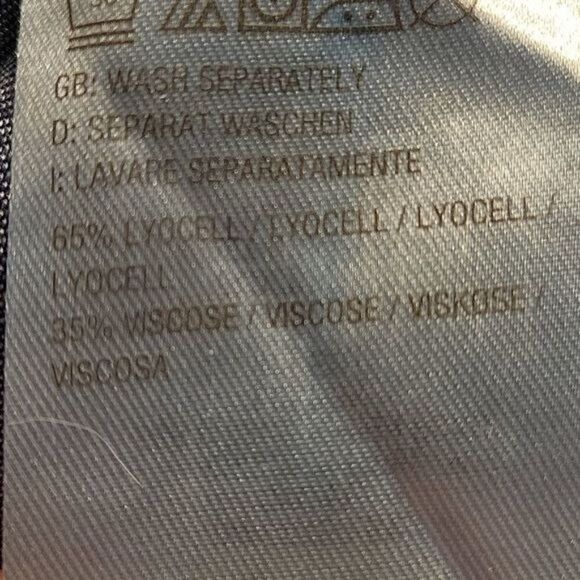 GB: WASH SEPARATELY
D: SEPARAT WASCHEN
I: LAVARE SEPARATAMENTE
65% LYOCELL / LYOCELL / LYOCELL /
LYOCELL
35% VISCOSE / VISCOSE / VISKOSE /
VISCOSA